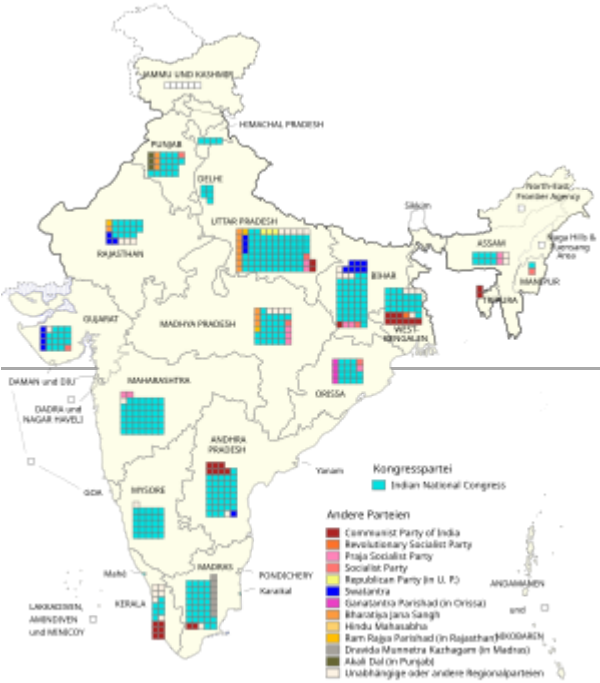 JAMMU UND KASHMIR
HIMACHAL PRADESH
PUNJAB
DELHI
North-East
Frontier Agency
Sikkim
UTTAR PRADESH
ASSAM
Naga Hills &
Tuensang
Area
RAJASTHAN
BIHAR
MANIPUR
TRIPURA
GUJARAT
MADHYA PRADESH
WEST-
BENGALEN
DAMAN und DIU
MAHARASHTRA
ORISSA
DADRA und
NAGAR HAVELI
ANDHRA
PRADESH
Yanam
Kongresspartei
Indian National Congress
GOA
MYSORE
Andere Parteien
Communist Party of India
Revolutionary Socialist Party
Praja Socialist Party
Socialist Party
Republican Party (in U. P.)
Swatantra
Ganatantra Parishad (in Orissa)
Bharatiya Jana Sangh
Hindu Mahasabha
Ram Rajya Parishad (in Rajasthan)
Dravida Munnetra Kazhagam (in Madras)
Akali Dal (in Punjab)
Unabhängige oder andere Regionalparteien
Mahé
MADRAS
PONDICHERY
Karaikal
KERALA
LAKKADIVEN,
AMINDIVEN
und MINICOY
ANDAMANEN
und
NIKOBAREN